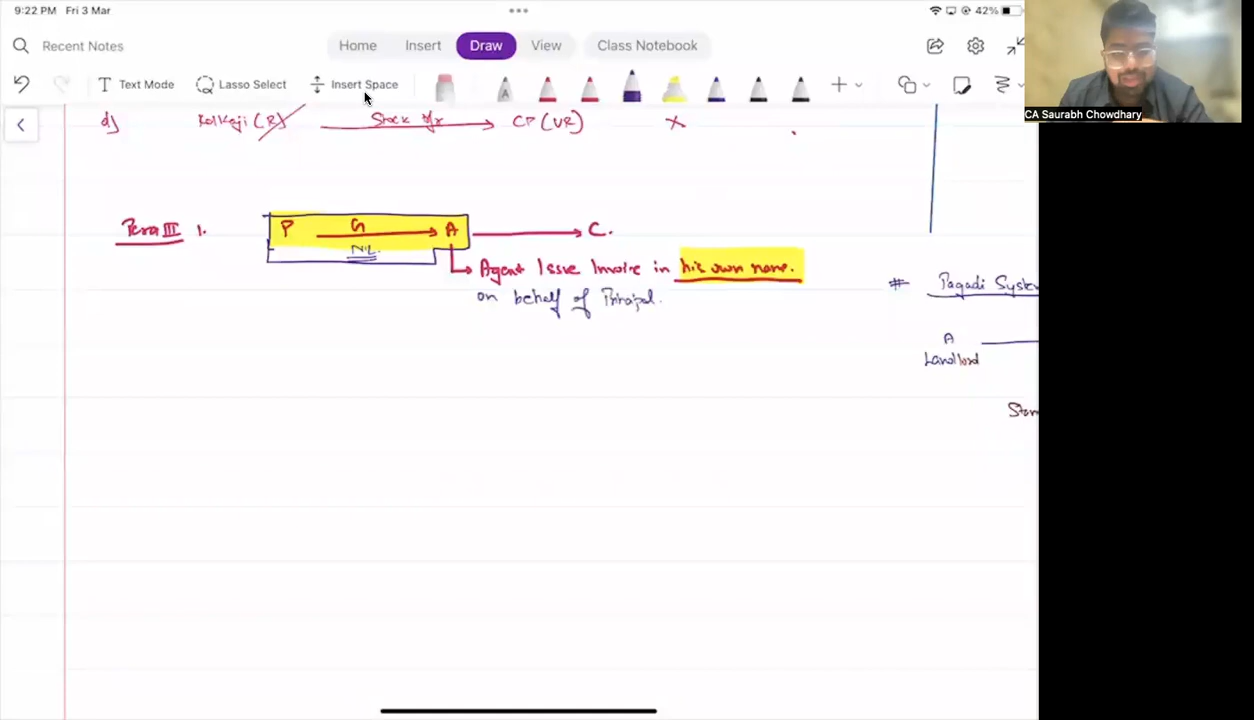 9:22 PM Fri 3 Mar
42%
Recent Notes
Home Insert Draw View Class Notebook
Text Mode Lasso Select Insert Space
CA Saurabh Chowdhary
d) Kalkaji (R) Stock t/r CP (UR) X
Para III 1. P G A C.
NIL
Agent Issue Invoice in his own name.
on behalf of Principal.
# Pagadi Syste
A
Landlord